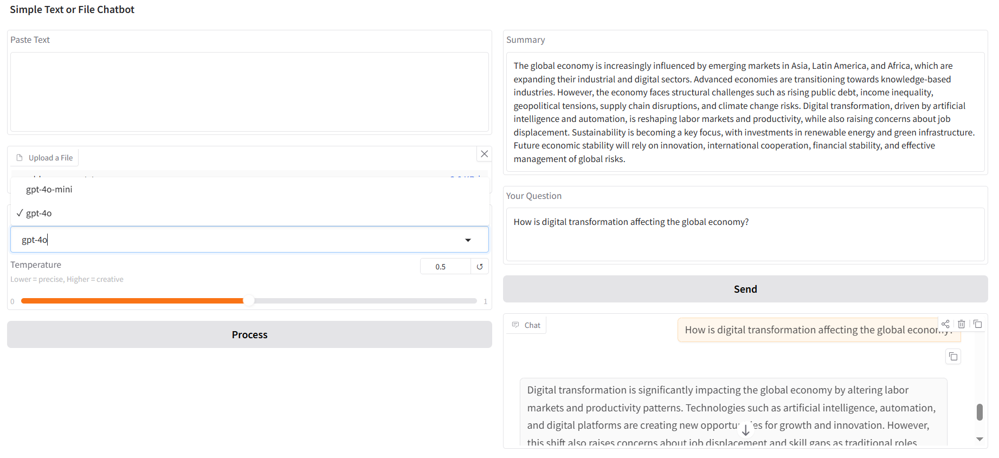 Simple Text or File Chatbot
Paste Text
Upload a File
gpt-4o-mini
✓ gpt-4o
gpt-4o
Temperature
0.5
Lower = precise, Higher = creative
0
1
Process
Summary
The global economy is increasingly influenced by emerging markets in Asia, Latin America, and Africa, which are
expanding their industrial and digital sectors. Advanced economies are transitioning towards knowledge-based
industries. However, the economy faces structural challenges such as rising public debt, income inequality,
geopolitical tensions, supply chain disruptions, and climate change risks. Digital transformation, driven by artificial
intelligence and automation, is reshaping labor markets and productivity, while also raising concerns about job
displacement. Sustainability is becoming a key focus, with investments in renewable energy and green infrastructure.
Future economic stability will rely on innovation, international cooperation, financial stability, and effective
management of global risks.
Your Question
How is digital transformation affecting the global economy?
Send
Chat
How is digital transformation affecting the global economy?
Digital transformation is significantly impacting the global economy by altering labor
markets and productivity patterns. Technologies such as artificial intelligence, automation,
and digital platforms are creating new opportunities for growth and innovation. However,
this shift also raises concerns about job displacement and skill gaps as traditional roles